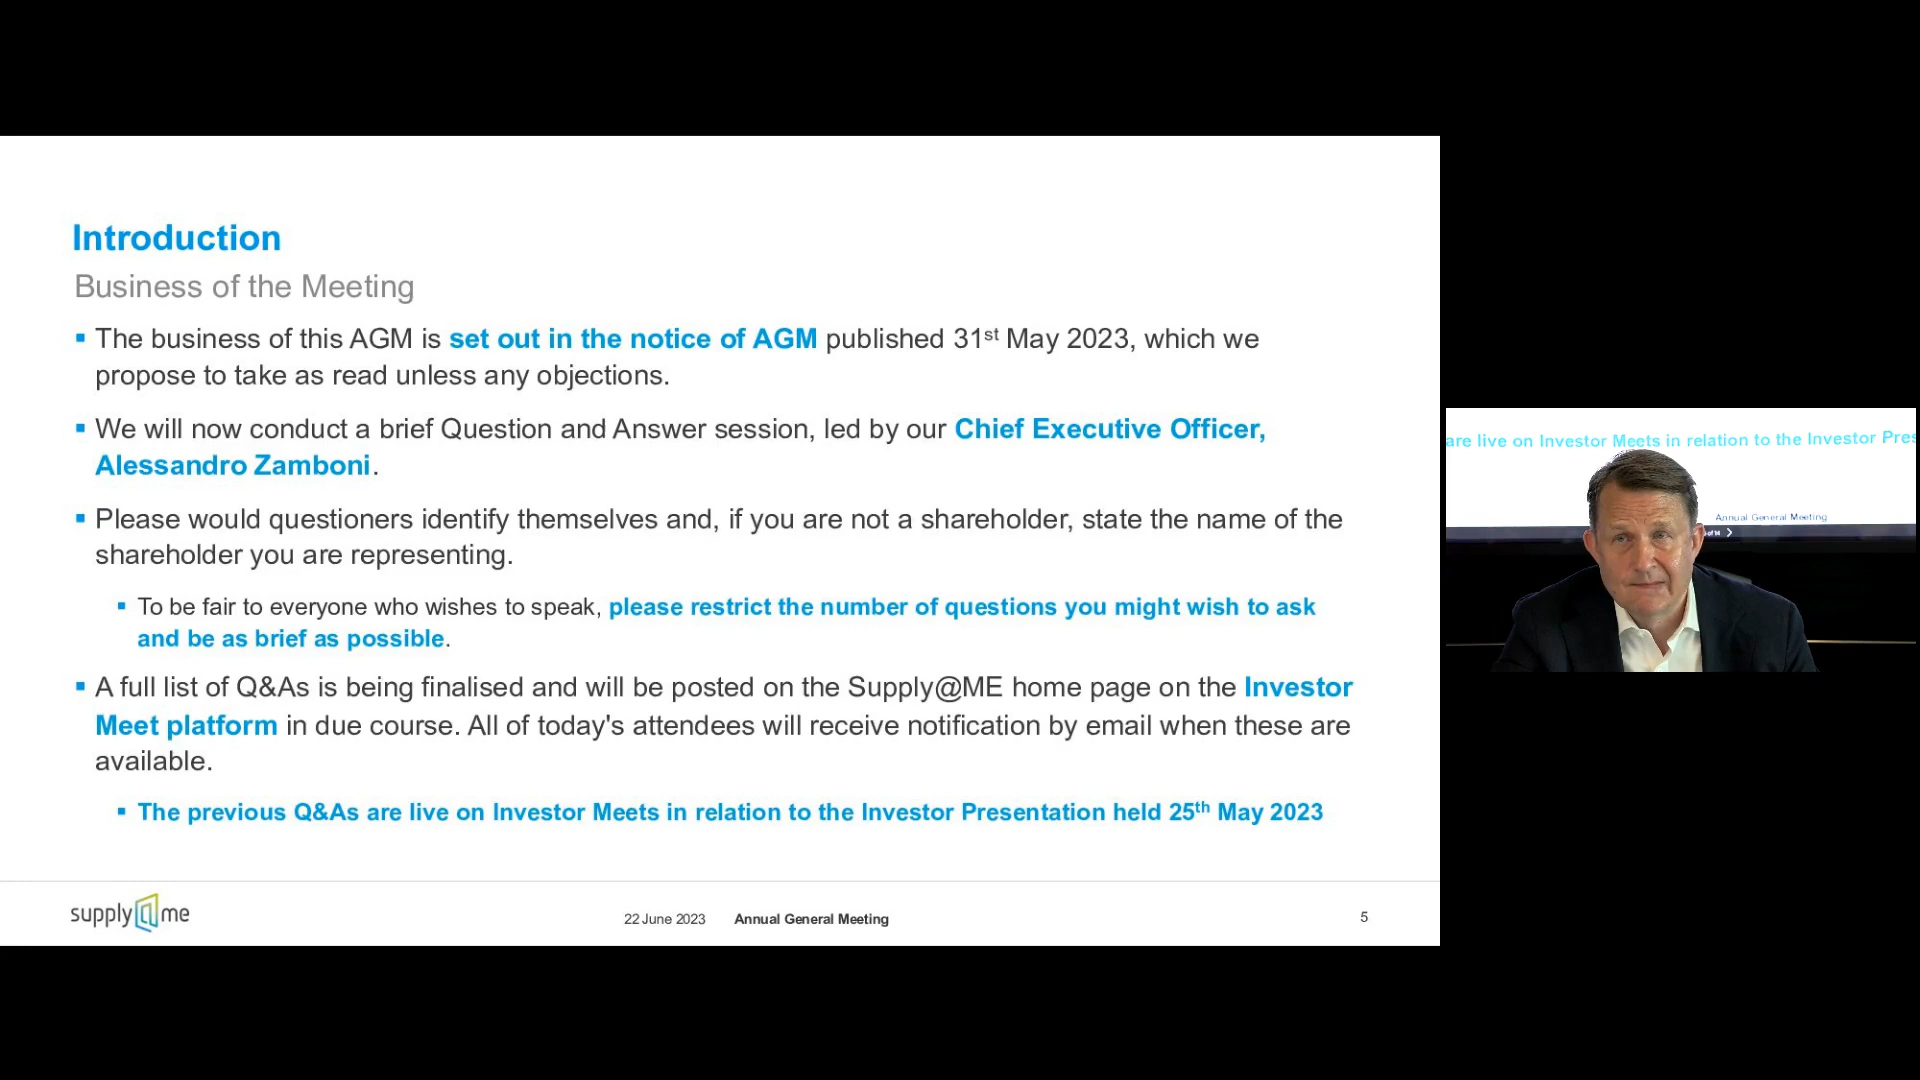 Introduction
Business of the Meeting
▪ The business of this AGM is set out in the notice of AGM published 31st May 2023, which we
propose to take as read unless any objections.
▪ We will now conduct a brief Question and Answer session, led by our Chief Executive Officer,
Alessandro Zamboni.
▪ Please would questioners identify themselves and, if you are not a shareholder, state the name of the
shareholder you are representing.
▪ To be fair to everyone who wishes to speak, please restrict the number of questions you might wish to ask
and be as brief as possible.
▪ A full list of Q&As is being finalised and will be posted on the Supply@ME home page on the Investor
Meet platform in due course. All of today's attendees will receive notification by email when these are
available.
▪ The previous Q&As are live on Investor Meets in relation to the Investor Presentation held 25th May 2023
supply@me
22 June 2023 Annual General Meeting
5
are live on Investor Meets in relation to the Investor Pres
Annual General Meeting
of 14